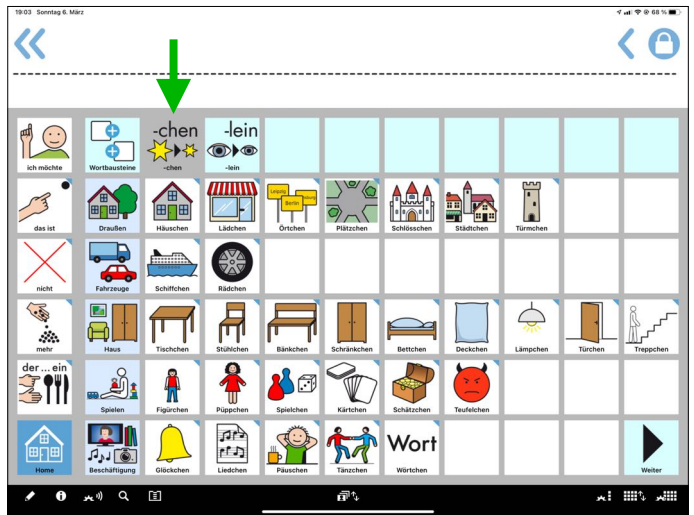 19:03 Sonntag 6. März
68 %
-chen
-lein
ich möchte
Wortbausteine
-chen
-lein
Leipzig
Berlin
das ist
Draußen
Häuschen
Lädchen
Örtchen
Plätzchen
Schlösschen
Städtchen
Türmchen
nicht
Fahrzeuge
Schiffchen
Rädchen
mehr
Haus
Tischchen
Stühlchen
Bänkchen
Schränkchen
Bettchen
Deckchen
Lämpchen
Türchen
Treppchen
der ... ein
Spielen
Figürchen
Püppchen
Spielchen
Kärtchen
Schätzchen
Teufelchen
Wort
Home
Beschäftigung
Glöckchen
Liedchen
Päuschen
Tänzchen
Wörtchen
Weiter